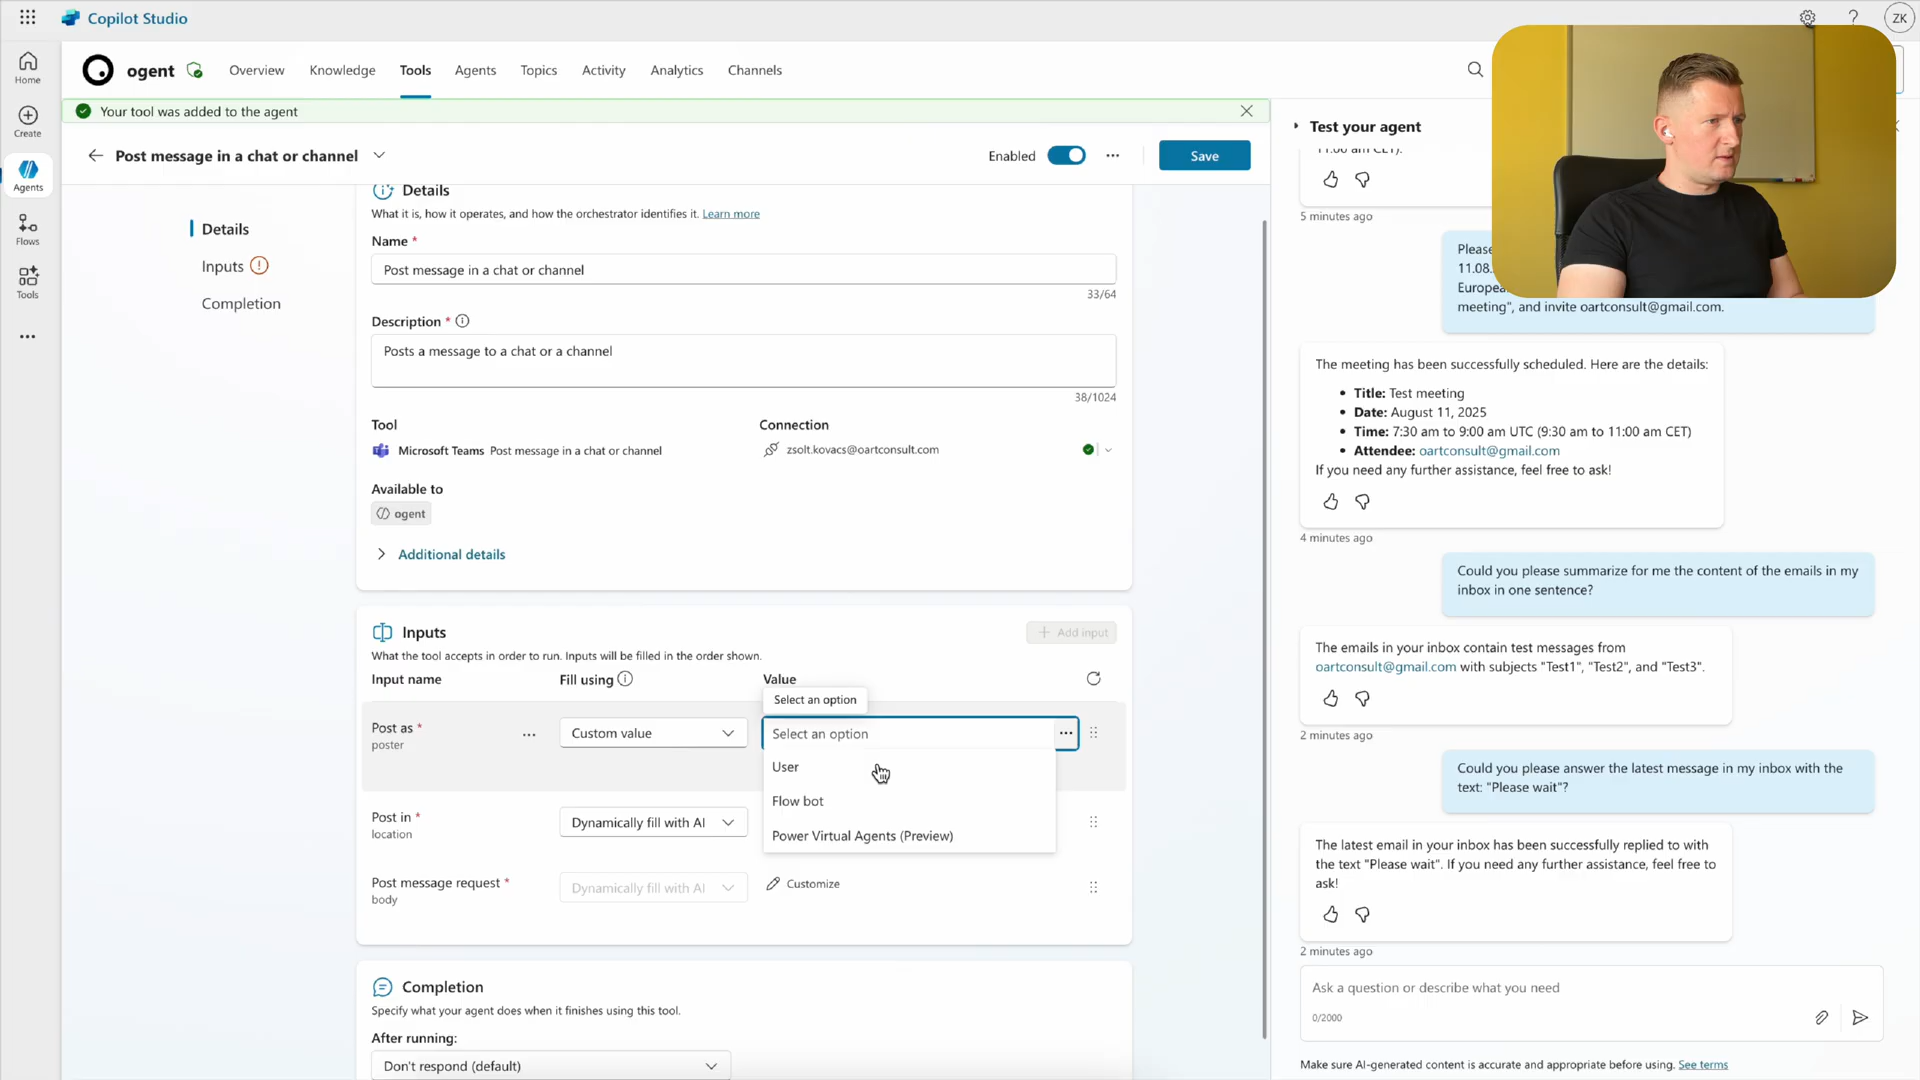 Copilot Studio
ZK
Home
Create
Agents
Flows
Tools
ogent
Overview
Knowledge
Tools
Agents
Topics
Activity
Analytics
Channels
Your tool was added to the agent
Post message in a chat or channel
Enabled
Save
Details
Inputs
Completion
Details
What it is, how it operates, and how the orchestrator identifies it. Learn more
Name *
Post message in a chat or channel
33/64
Description *
Posts a message to a chat or a channel
38/1024
Tool
Connection
Microsoft Teams Post message in a chat or channel
zsolt.kovacs@oartconsult.com
Available to
ogent
Additional details
Inputs
Add input
What the tool accepts in order to run. Inputs will be filled in the order shown.
Input name
Fill using
Value
Select an option
Post as *
poster
Custom value
Select an option
User
Flow bot
Power Virtual Agents (Preview)
Post in *
location
Dynamically fill with AI
Post message request *
body
Dynamically fill with AI
Customize
Completion
Specify what your agent does when it finishes using this tool.
After running:
Don't respond (default)
Test your agent
11:00 am CET).
5 minutes ago
Please
11.08.
Europea
meeting", and invite oartconsult@gmail.com.
The meeting has been successfully scheduled. Here are the details:
• Title: Test meeting
• Date: August 11, 2025
• Time: 7:30 am to 9:00 am UTC (9:30 am to 11:00 am CET)
• Attendee: oartconsult@gmail.com
If you need any further assistance, feel free to ask!
4 minutes ago
Could you please summarize for me the content of the emails in my
inbox in one sentence?
The emails in your inbox contain test messages from
oartconsult@gmail.com with subjects "Test1", "Test2", and "Test3".
2 minutes ago
Could you please answer the latest message in my inbox with the
text: "Please wait"?
The latest email in your inbox has been successfully replied to with
the text "Please wait". If you need any further assistance, feel free to
ask!
2 minutes ago
Ask a question or describe what you need
0/2000
Make sure AI-generated content is accurate and appropriate before using. See terms